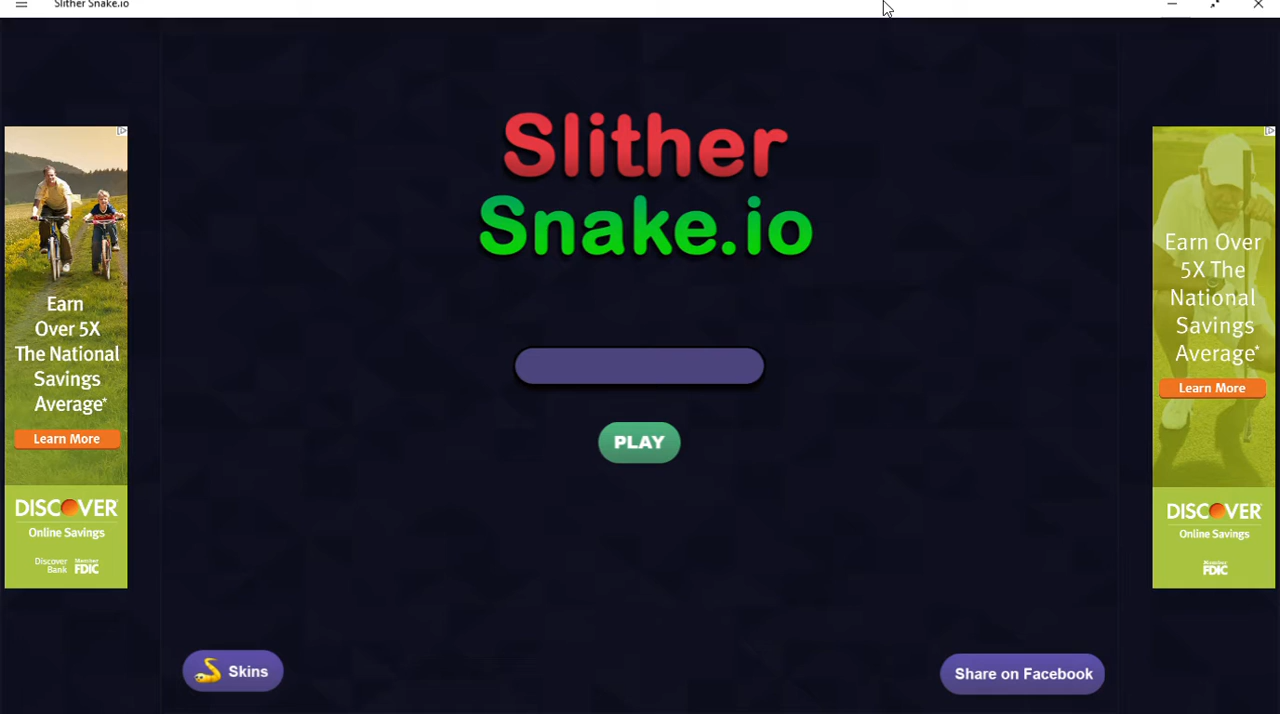 Slither Snake.io
Slither
Snake.io
PLAY
Skins
Share on Facebook
Earn
Over 5X
The National
Savings
Average*
Learn More
DISCOVER
Online Savings
Discover
Bank
Member
FDIC
Earn Over
5X The
National
Savings
Average*
Learn More
DISCOVER
Online Savings
Member
FDIC